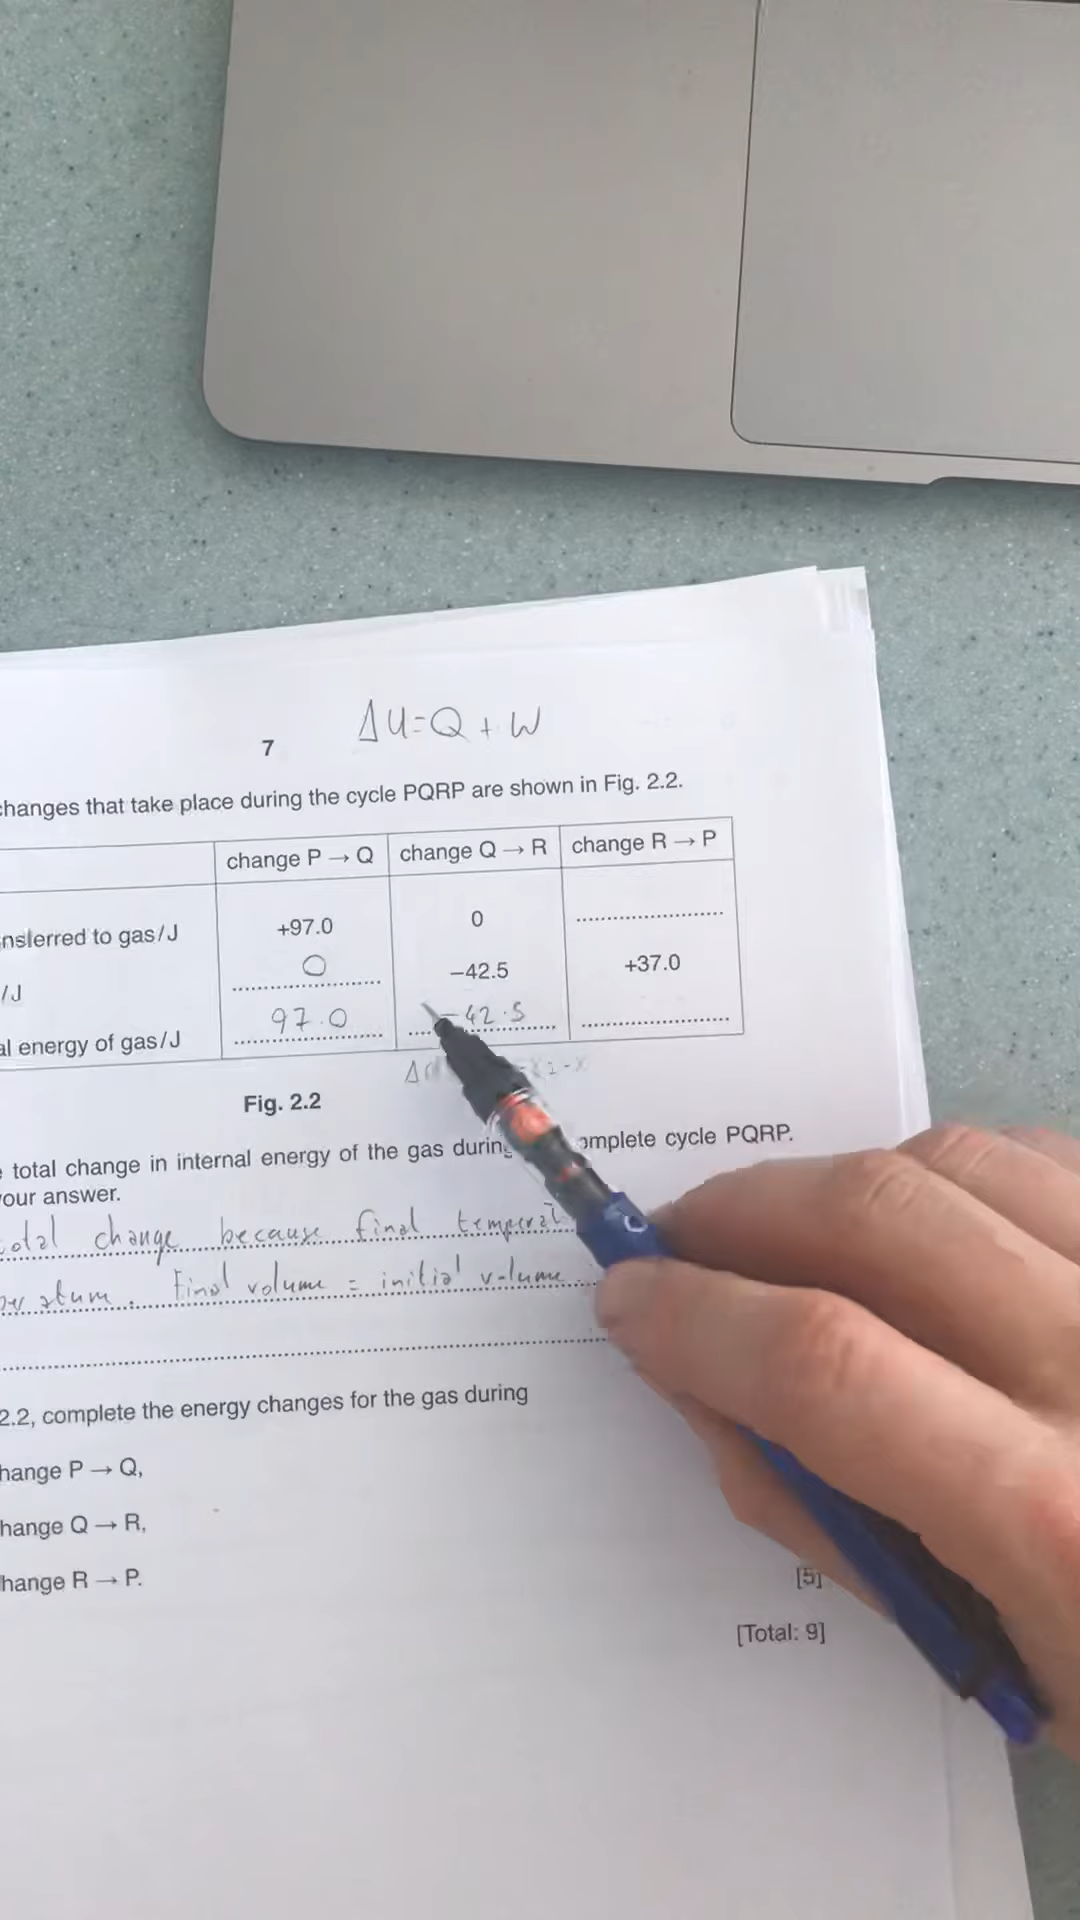 ΔU=Q+W
7
changes that take place during the cycle PQRP are shown in Fig. 2.2.
change P → Q change Q → R change R → P
nsferred to gas/J +97.0 0 ........................
/J 0 −42.5 +37.0
al energy of gas/J 97.0 −42.5 ........................
Fig. 2.2
total change in internal energy of the gas complete cycle PQRP.
your answer.
total change because final
Final volume = initial volume
2.2, complete the energy changes for the gas during
hange P → Q,
hange Q → R,
hange R → P.
[5]
[Total: 9]